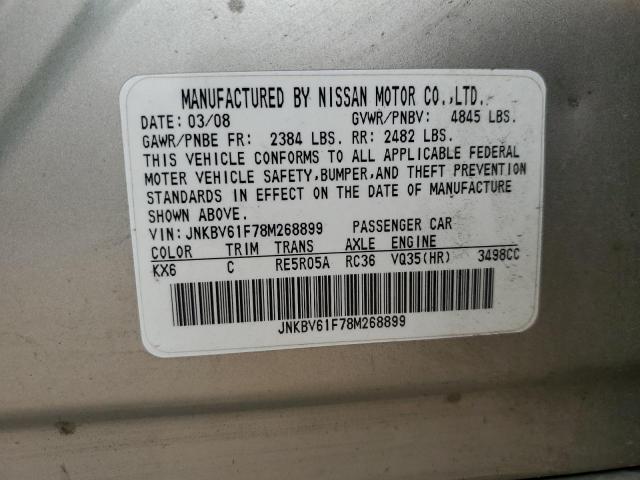 MANUFACTURED BY NISSAN MOTOR CO.,LTD.
DATE: 03/08 GVWR/PNBV: 4845 LBS.
GAWR/PNBE FR: 2384 LBS. RR: 2482 LBS.
THIS VEHICLE CONFORMS TO ALL APPLICABLE FEDERAL
MOTER VEHICLE SAFETY,BUMPER,AND THEFT PREVENTION
STANDARDS IN EFFECT ON THE DATE OF MANUFACTURE
SHOWN ABOVE.
VIN: JNKBV61F78M268899 PASSENGER CAR
COLOR TRIM TRANS AXLE ENGINE
KX6 C RE5R05A RC36 VQ35(HR) 3498CC
JNKBV61F78M268899